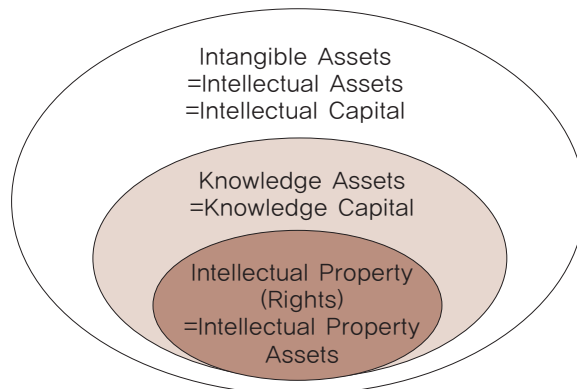 Intangible Assets
=Intellectual Assets
=Intellectual Capital
Knowledge Assets
=Knowledge Capital
Intellectual Property
(Rights)
=Intellectual Property
Assets